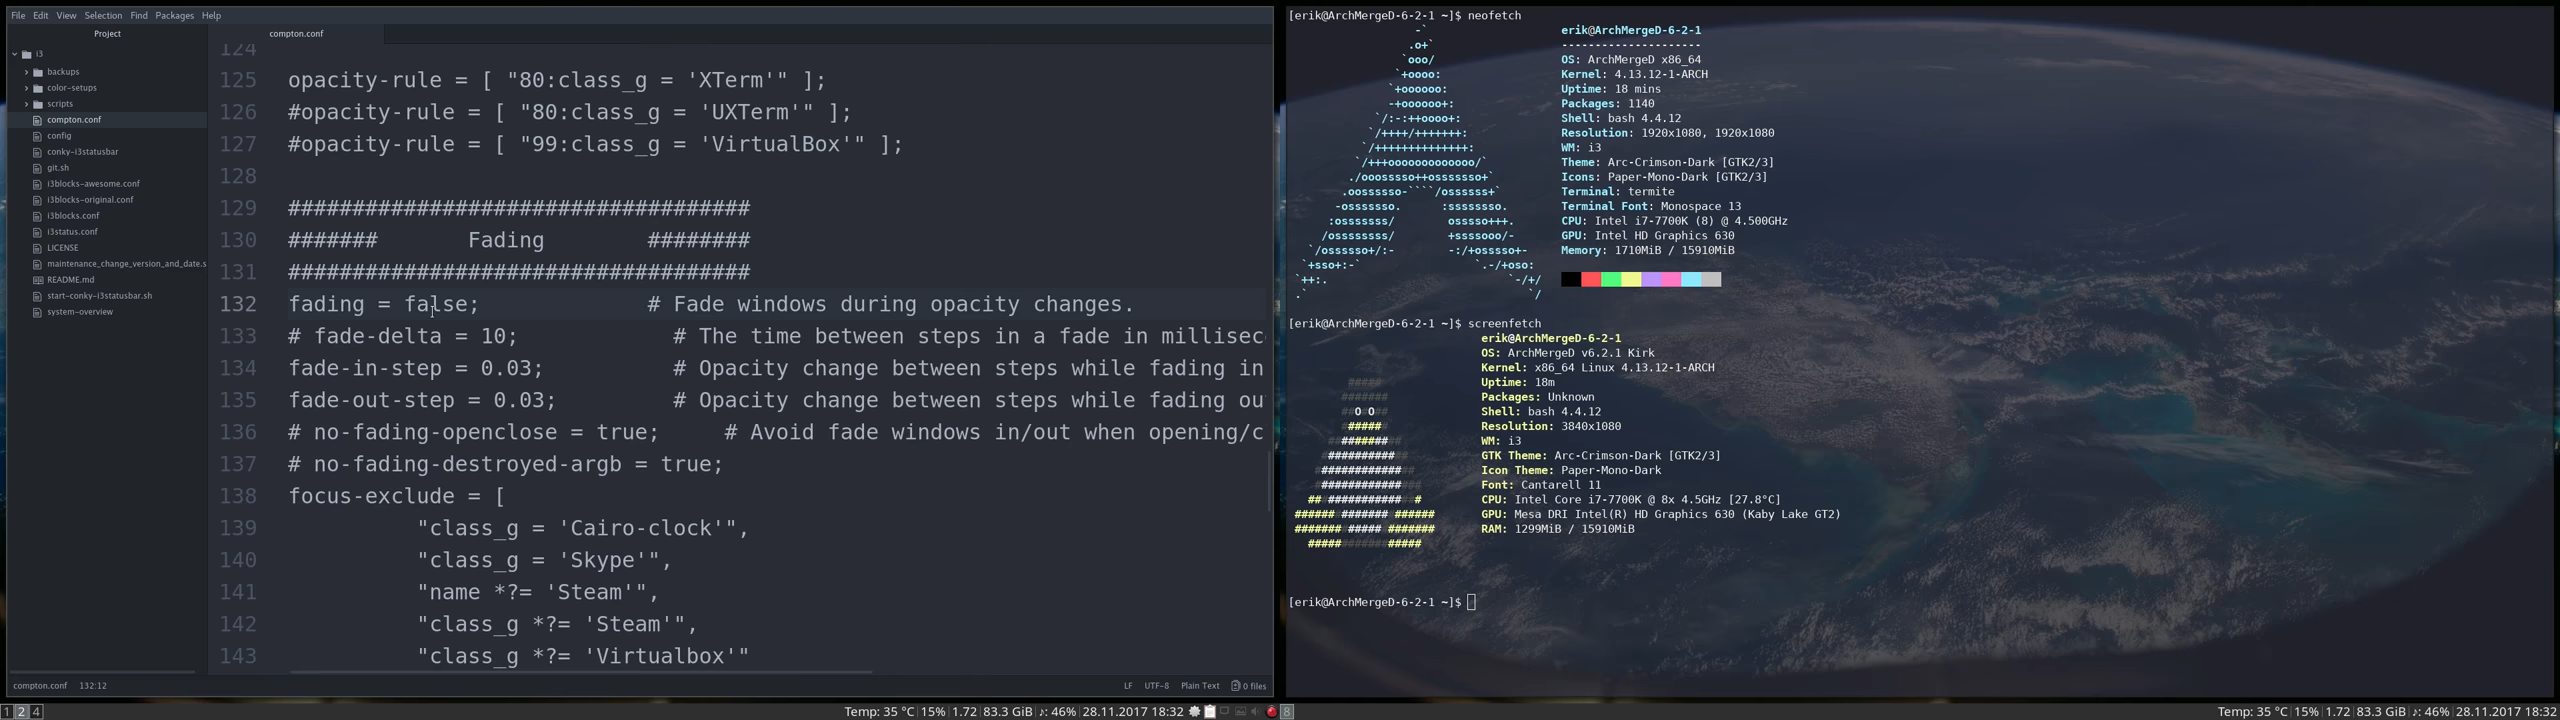 File Edit View Selection Find Packages Help
Project
i3
backups
color-setups
scripts
compton.conf
config
conky-i3statusbar
git.sh
i3blocks-awesome.conf
i3blocks-original.conf
i3blocks.conf
i3status.conf
LICENSE
maintenance_change_version_and_date.s
README.md
start-conky-i3statusbar.sh
system-overview
compton.conf
124
125 opacity-rule = [ "80:class_g = 'XTerm'" ];
126 #opacity-rule = [ "80:class_g = 'UXTerm'" ];
127 #opacity-rule = [ "99:class_g = 'VirtualBox'" ];
128
129 ####################################
130 ####### Fading ########
131 ####################################
132 fading = false; # Fade windows during opacity changes.
133 # fade-delta = 10; # The time between steps in a fade in millisec
134 fade-in-step = 0.03; # Opacity change between steps while fading in
135 fade-out-step = 0.03; # Opacity change between steps while fading ou
136 # no-fading-openclose = true; # Avoid fade windows in/out when opening/c
137 # no-fading-destroyed-argb = true;
138 focus-exclude = [
139 "class_g = 'Cairo-clock'",
140 "class_g = 'Skype'",
141 "name *?= 'Steam'",
142 "class_g *?= 'Steam'",
143 "class_g *?= 'Virtualbox'"
compton.conf 132:12
LF UTF-8 Plain Text 0 files
[erik@ArchMergeD-6-2-1 ~]$ neofetch
erik@ArchMergeD-6-2-1
---------------------
OS: ArchMergeD x86_64
Kernel: 4.13.12-1-ARCH
Uptime: 18 mins
Packages: 1140
Shell: bash 4.4.12
Resolution: 1920x1080, 1920x1080
WM: i3
Theme: Arc-Crimson-Dark [GTK2/3]
Icons: Paper-Mono-Dark [GTK2/3]
Terminal: termite
Terminal Font: Monospace 13
CPU: Intel i7-7700K (8) @ 4.500GHz
GPU: Intel HD Graphics 630
Memory: 1710MiB / 15910MiB
[erik@ArchMergeD-6-2-1 ~]$ screenfetch
erik@ArchMergeD-6-2-1
OS: ArchMergeD v6.2.1 Kirk
Kernel: x86_64 Linux 4.13.12-1-ARCH
Uptime: 18m
Packages: Unknown
Shell: bash 4.4.12
Resolution: 3840x1080
WM: i3
GTK Theme: Arc-Crimson-Dark [GTK2/3]
Icon Theme: Paper-Mono-Dark
Font: Cantarell 11
CPU: Intel Core i7-7700K @ 8x 4.5GHz [27.8°C]
GPU: Mesa DRI Intel(R) HD Graphics 630 (Kaby Lake GT2)
RAM: 1299MiB / 15910MiB
[erik@ArchMergeD-6-2-1 ~]$
1 2 4
Temp: 35 °C 15% 1.72 83.3 GiB ♪: 46% 28.11.2017 18:32
8
Temp: 35 °C 15% 1.72 83.3 GiB ♪: 46% 28.11.2017 18:32